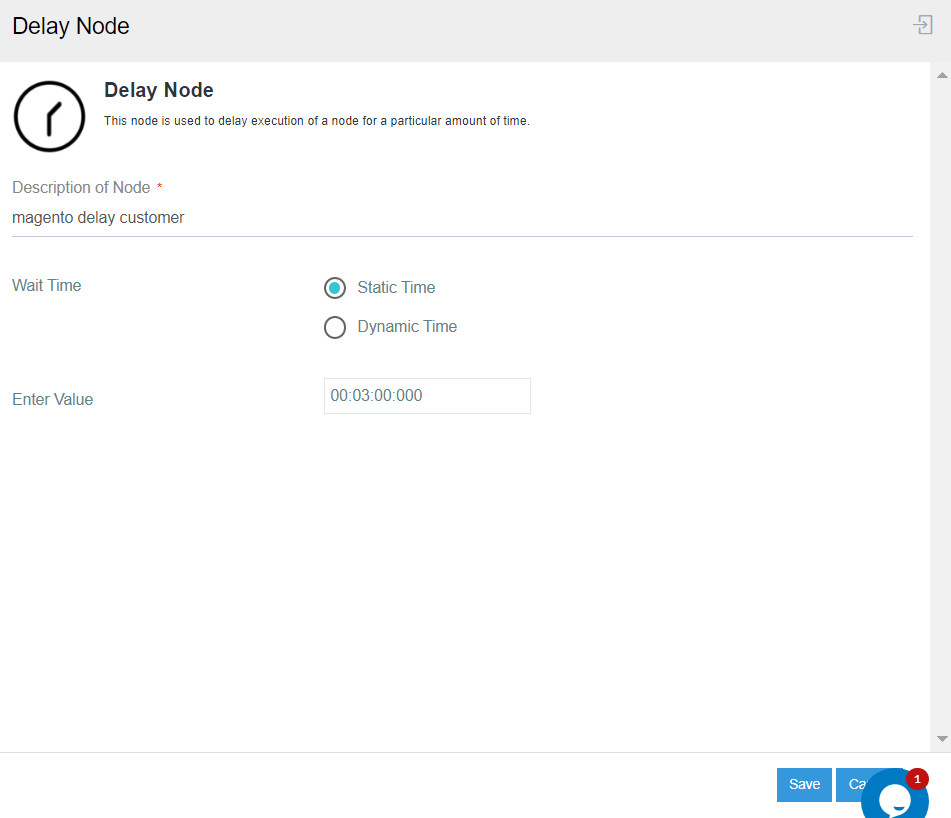 Delay Node
Delay Node
This node is used to delay execution of a node for a particular amount of time.
Description of Node *
magento delay customer
Wait Time
Static Time
Dynamic Time
Enter Value
00:03:00:000
Save
1